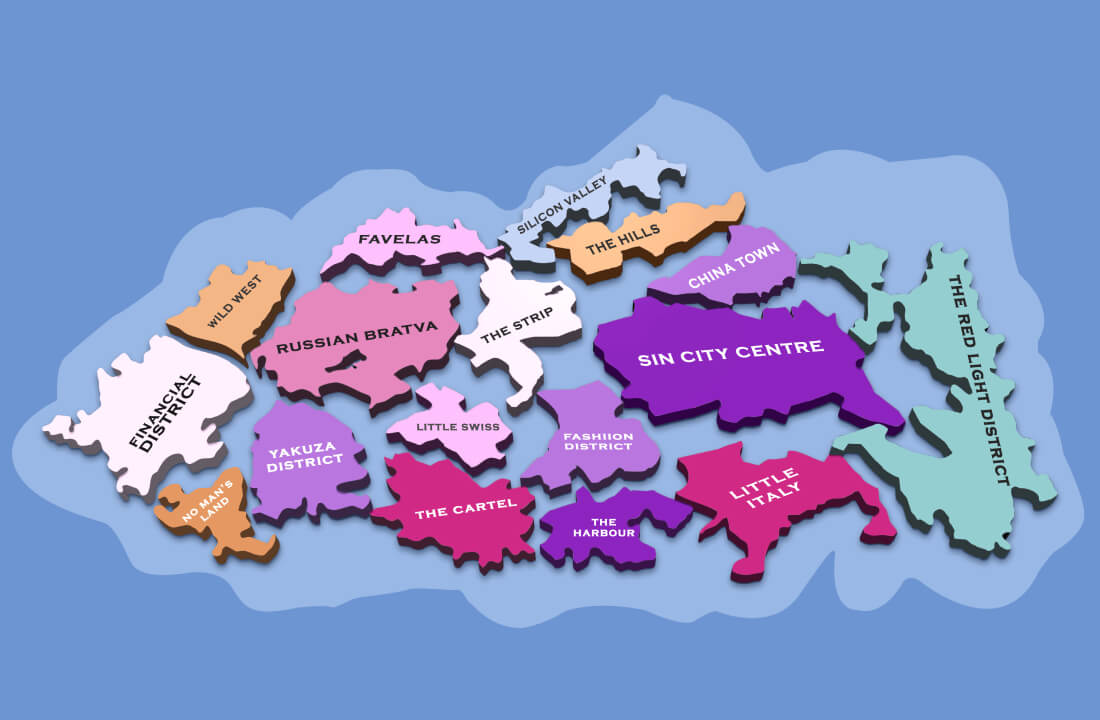 SILICON VALLEY
FAVELAS
THE HILLS
CHINA TOWN
WILD WEST
RUSSIAN BRATVA
THE STRIP
SIN CITY CENTRE
THE RED LIGHT DISTRICT
FINANCIAL
DISTRICT
LITTLE SWISS
FASHIION
DISTRICT
YAKUZA
DISTRICT
NO MAN'S
LAND
THE CARTEL
THE
HARBOUR
LITTLE
ITALY